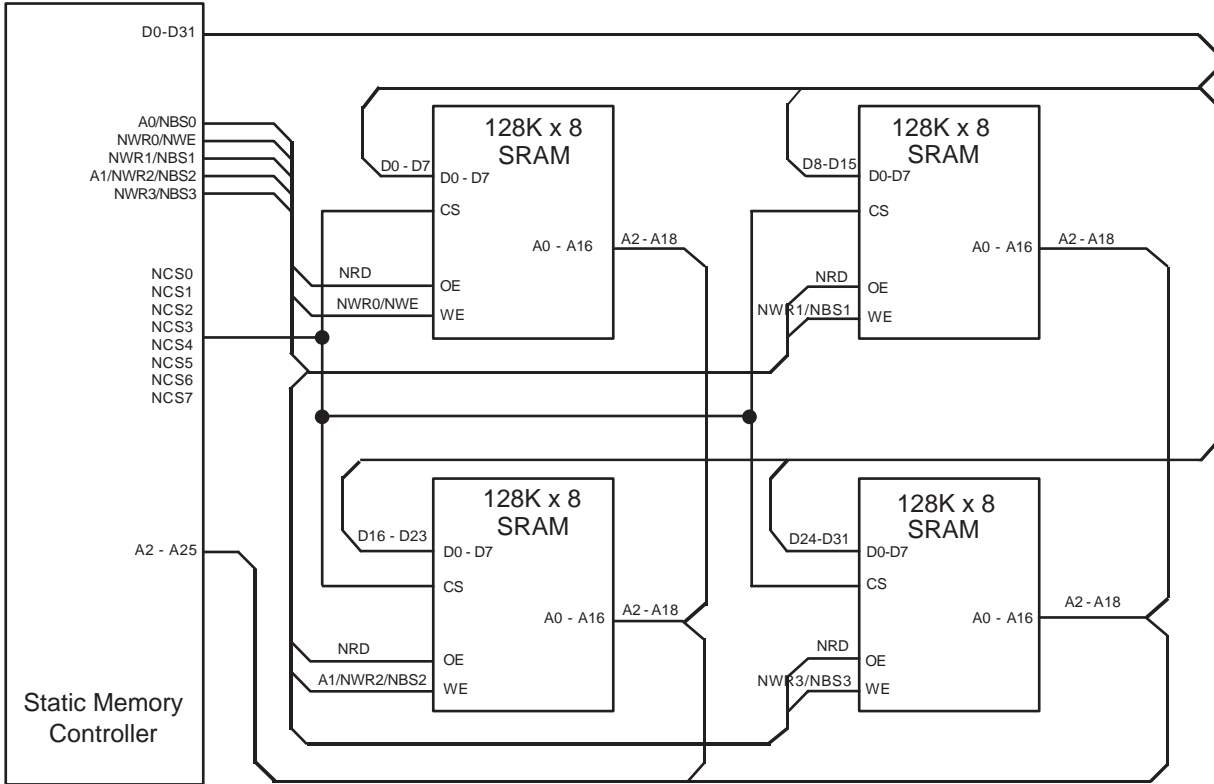 D0-D31
A0/NBS0
NWR0/NWE
NWR1/NBS1
A1/NWR2/NBS2
NWR3/NBS3
NCS0
NCS1
NCS2
NCS3
NCS4
NCS5
NCS6
NCS7
A2 - A25
Static Memory
Controller
128K x 8
SRAM
D0 - D7
D0 - D7
CS
A0 - A16
A2 - A18
NRD
OE
NWR0/NWE
WE
128K x 8
SRAM
D8-D15
D0-D7
CS
A0 - A16
A2 - A18
NRD
OE
NWR1/NBS1
WE
128K x 8
SRAM
D16 - D23
D0 - D7
CS
A0 - A16
A2 - A18
NRD
OE
A1/NWR2/NBS2
WE
128K x 8
SRAM
D24-D31
D0-D7
CS
A0 - A16
A2 - A18
NRD
OE
NWR3/NBS3
WE